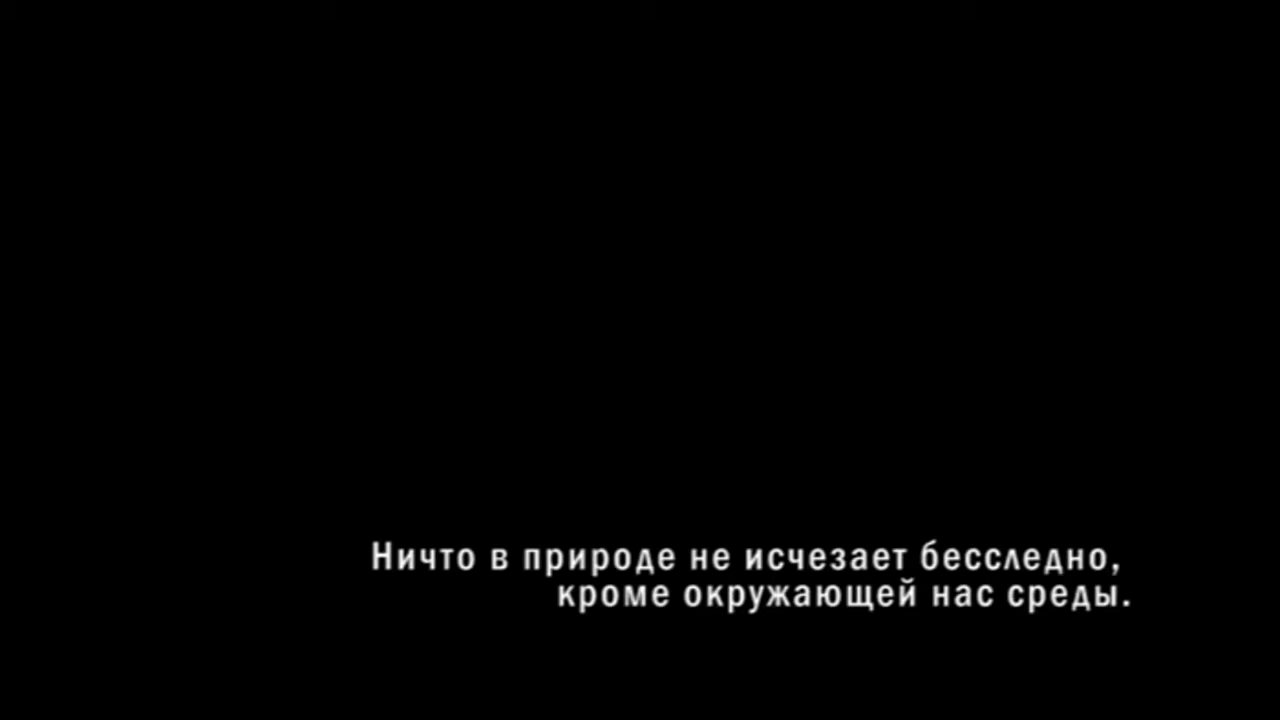 Ничто в природе не исчезает бесследно,
кроме окружающей нас среды.